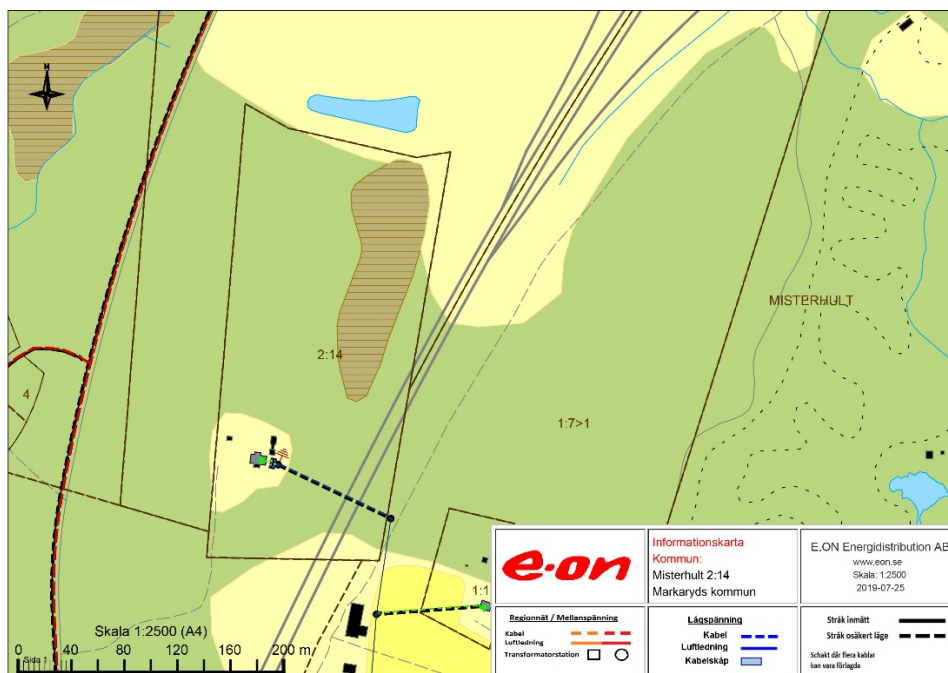 N
MISTERHULT
2:14
4
1:7>1
1:1
Skala 1:2500 (A4)
0
40
80
120
200 m
Sida 1
e·on
Informationskarta
Kommun:
Misterhult 2:14
Markaryds kommun
E.ON Energidistribution AB
www.eon.se
Skala: 1:2500
2019-07-25
Regionnät / Mellanspänning
Kabel
Luftledning
Transformatorstation
Lågspänning
Kabel
Luftledning
Kabelskåp
Stråk inmätt
Stråk osäkert läge
Schakt där flera kablar
kan vara förlagda